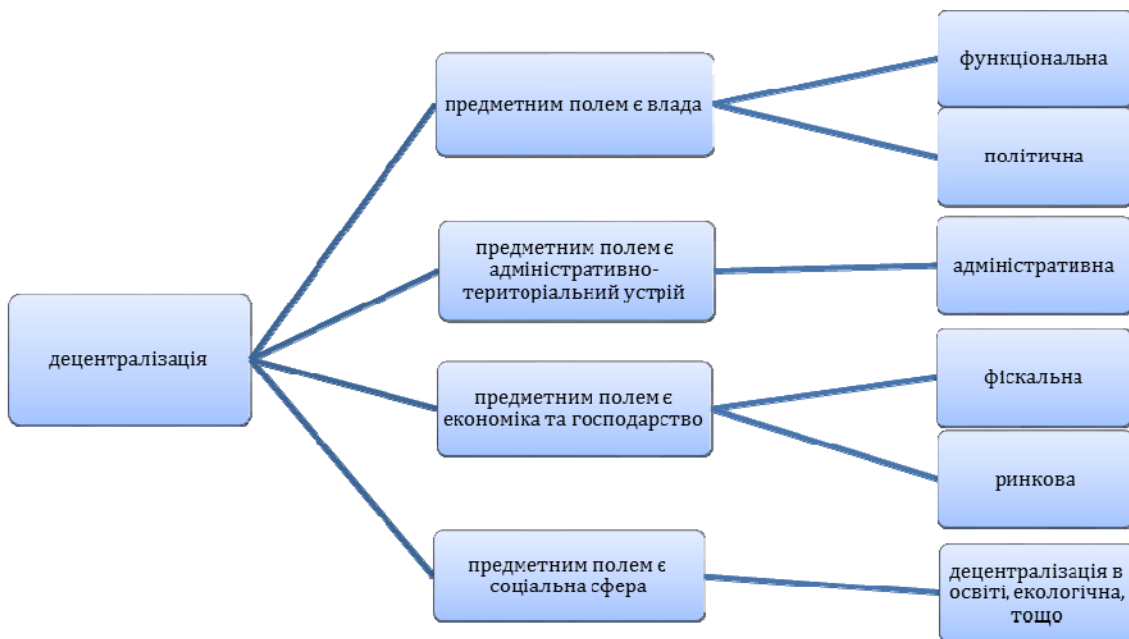 децентралізація
предметним полем є влада
функціональна
політична
предметним полем є
адміністративно-
територіальний устрій
адміністративна
предметним полем є
економіка та господарство
фіскальна
ринкова
предметним полем є
соціальна сфера
децентралізація в
освіті, екологічна,
тощо